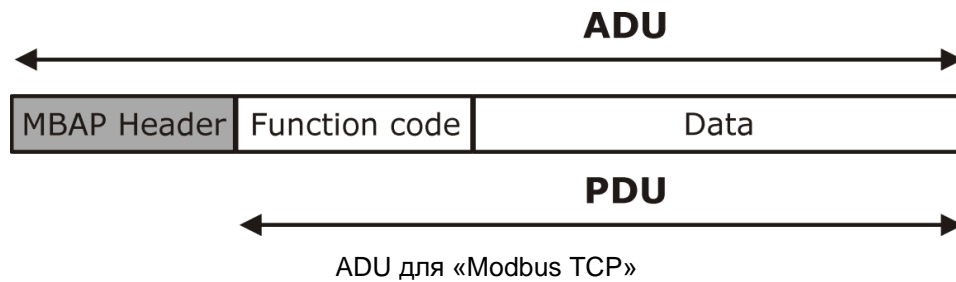 ADU
MBAP Header Function code Data
PDU
ADU для «Modbus TCP»